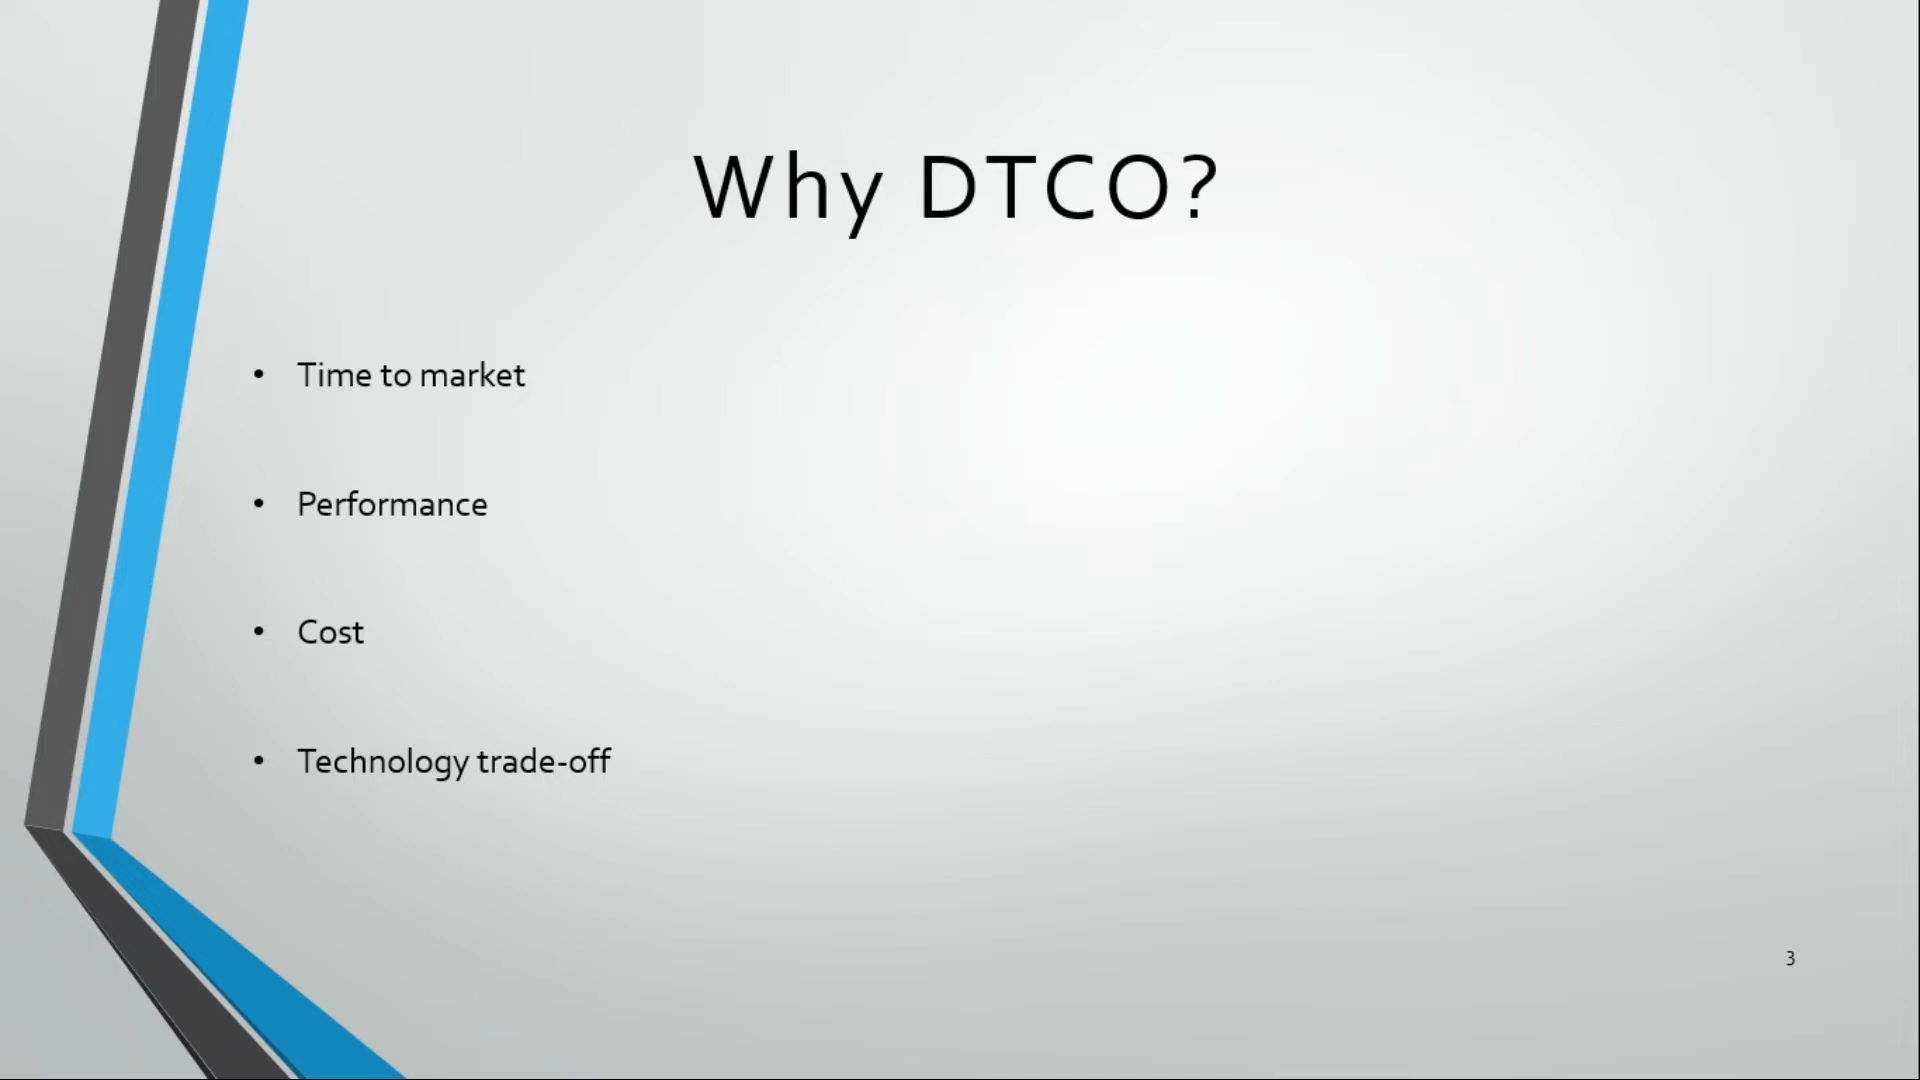 Why DTCO?
• Time to market
• Performance
• Cost
• Technology trade-off
3